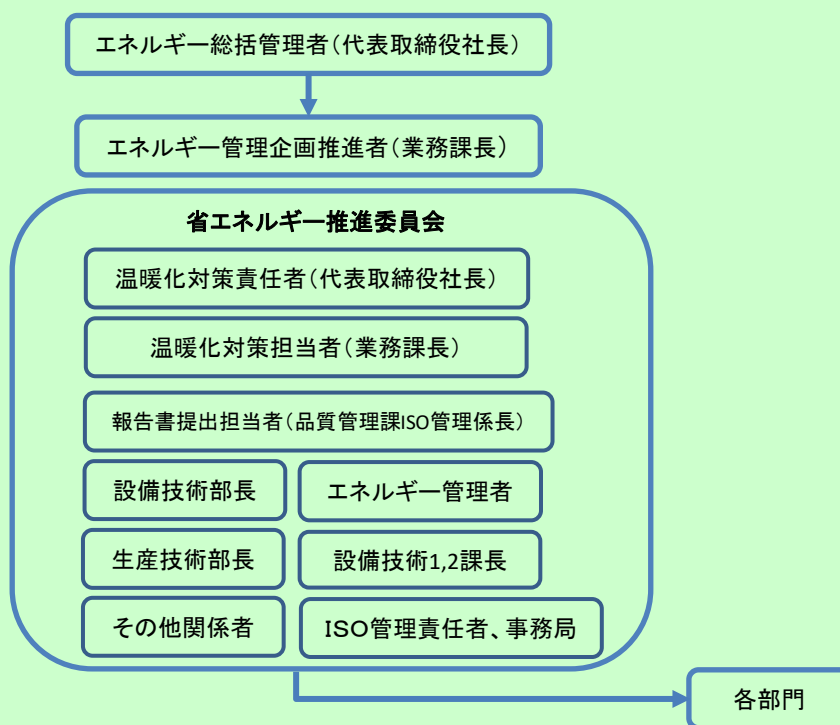 エネルギー総括管理者（代表取締役社長）
エネルギー管理企画推進者（業務課長）
省エネルギー推進委員会
温暖化対策責任者（代表取締役社長）
温暖化対策担当者（業務課長）
報告書提出担当者（品質管理課ISO管理係長）
設備技術部長
エネルギー管理者
生産技術部長
設備技術1,2課長
その他関係者
ＩＳＯ管理責任者、事務局
各部門